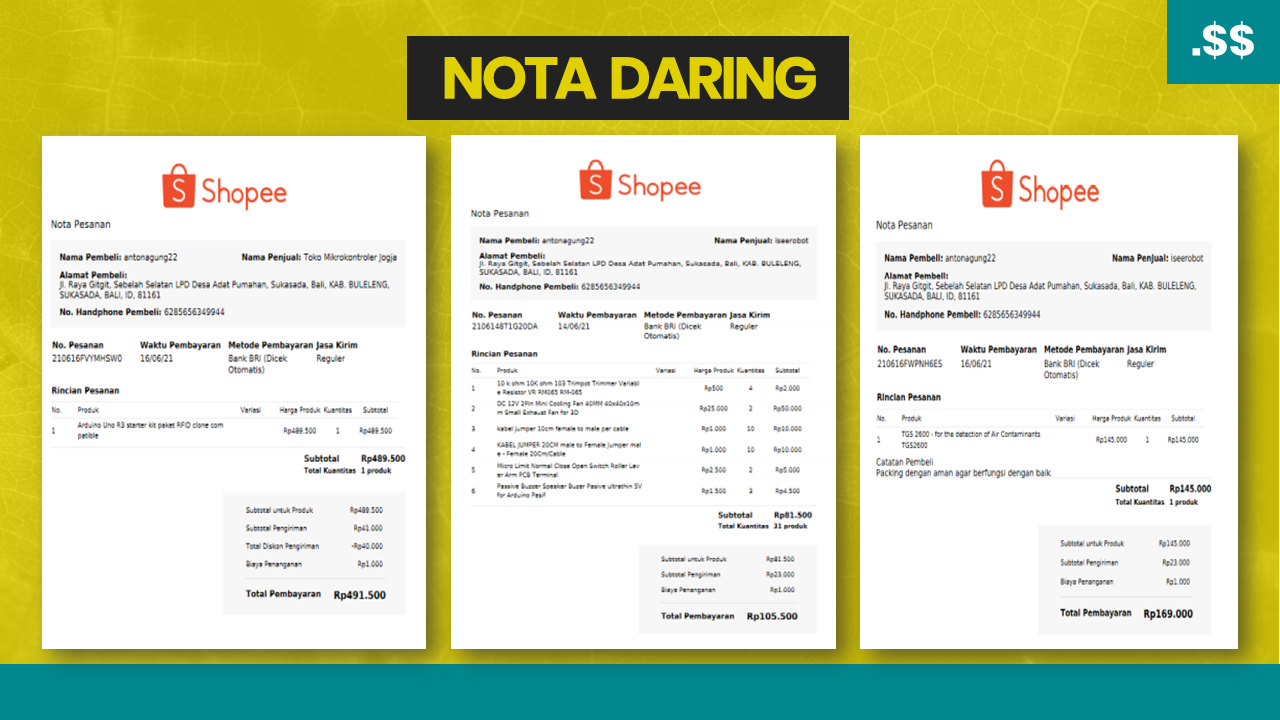 .$$
NOTA DARING
Shopee
Nota Pesanan
Nama Pembeli: antonagung22 Nama Penjual: Toko Mikrokontroler Jogja
Alamat Pembeli:
Jl. Raya Gitgit, Sebelah Selatan LPD Desa Adat Pumahan, Sukasada, Bali, KAB. BULELENG,
SUKASADA, BALI, ID, 81161
No. Handphone Pembeli: 6285656349944
No. Pesanan Waktu Pembayaran Metode Pembayaran Jasa Kirim
210616FVYMHSW0 16/06/21 Bank BRI (Dicek Reguler
Otomatis)
Rincian Pesanan
No. Produk Variasi Harga Produk Kuantitas Subtotal
1 Arduino Uno R3 starter kit paket RFID clone com Rp489.500 1 Rp489.500
patible
Subtotal Rp489.500
Total Kuantitas 1 produk
Subtotal untuk Produk Rp489.500
Subtotal Pengiriman Rp41.000
Total Diskon Pengiriman -Rp40.000
Biaya Penanganan Rp1.000
Total Pembayaran Rp491.500
Shopee
Nota Pesanan
Nama Pembeli: antonagung22 Nama Penjual: iseerobot
Alamat Pembeli:
Jl. Raya Gitgit, Sebelah Selatan LPD Desa Adat Pumahan, Sukasada, Bali, KAB. BULELENG,
SUKASADA, BALI, ID, 81161
No. Handphone Pembeli: 6285656349944
No. Pesanan Waktu Pembayaran Metode Pembayaran Jasa Kirim
2106148T1G20DA 14/06/21 Bank BRI (Dicek Reguler
Otomatis)
Rincian Pesanan
No. Produk Variasi Harga Produk Kuantitas Subtotal
1 10 k ohm 10K ohm 103 Trimpot Trimmer Variabl Rp500 4 Rp2.000
e Resistor VR RM065 RM-065
2 DC 12V 2Pin Mini Cooling Fan 40MM 40x40x10m Rp25.000 2 Rp50.000
m Small Exhaust Fan for 3D
3 kabel jumper 10cm female to male per cable Rp1.000 10 Rp10.000
4 KABEL JUMPER 20CM male to Female Jumper mal Rp1.000 10 Rp10.000
e - Female 20Cm/Cable
5 Micro Limit Normal Close Open Switch Roller Lev Rp2.500 2 Rp5.000
er Arm PCB Terminal
6 Passive Buzzer Speaker Buzer Pasive ultrathin 5V Rp1.500 3 Rp4.500
for Arduino Pasif
Subtotal Rp81.500
Total Kuantitas 31 produk
Subtotal untuk Produk Rp81.500
Subtotal Pengiriman Rp23.000
Biaya Penanganan Rp1.000
Total Pembayaran Rp105.500
Shopee
Nota Pesanan
Nama Pembeli: antonagung22 Nama Penjual: iseerobot
Alamat Pembeli:
Jl. Raya Gitgit, Sebelah Selatan LPD Desa Adat Pumahan, Sukasada, Bali, KAB. BULELENG,
SUKASADA, BALI, ID, 81161
No. Handphone Pembeli: 6285656349944
No. Pesanan Waktu Pembayaran Metode Pembayaran Jasa Kirim
210616FWPNH6ES 16/06/21 Bank BRI (Dicek Reguler
Otomatis)
Rincian Pesanan
No. Produk Variasi Harga Produk Kuantitas Subtotal
1 TGS 2600 - for the detection of Air Contaminants Rp145.000 1 Rp145.000
TGS2600
Catatan Pembeli
Packing dengan aman agar berfungsi dengan baik
Subtotal Rp145.000
Total Kuantitas 1 produk
Subtotal untuk Produk Rp145.000
Subtotal Pengiriman Rp23.000
Biaya Penanganan Rp1.000
Total Pembayaran Rp169.000